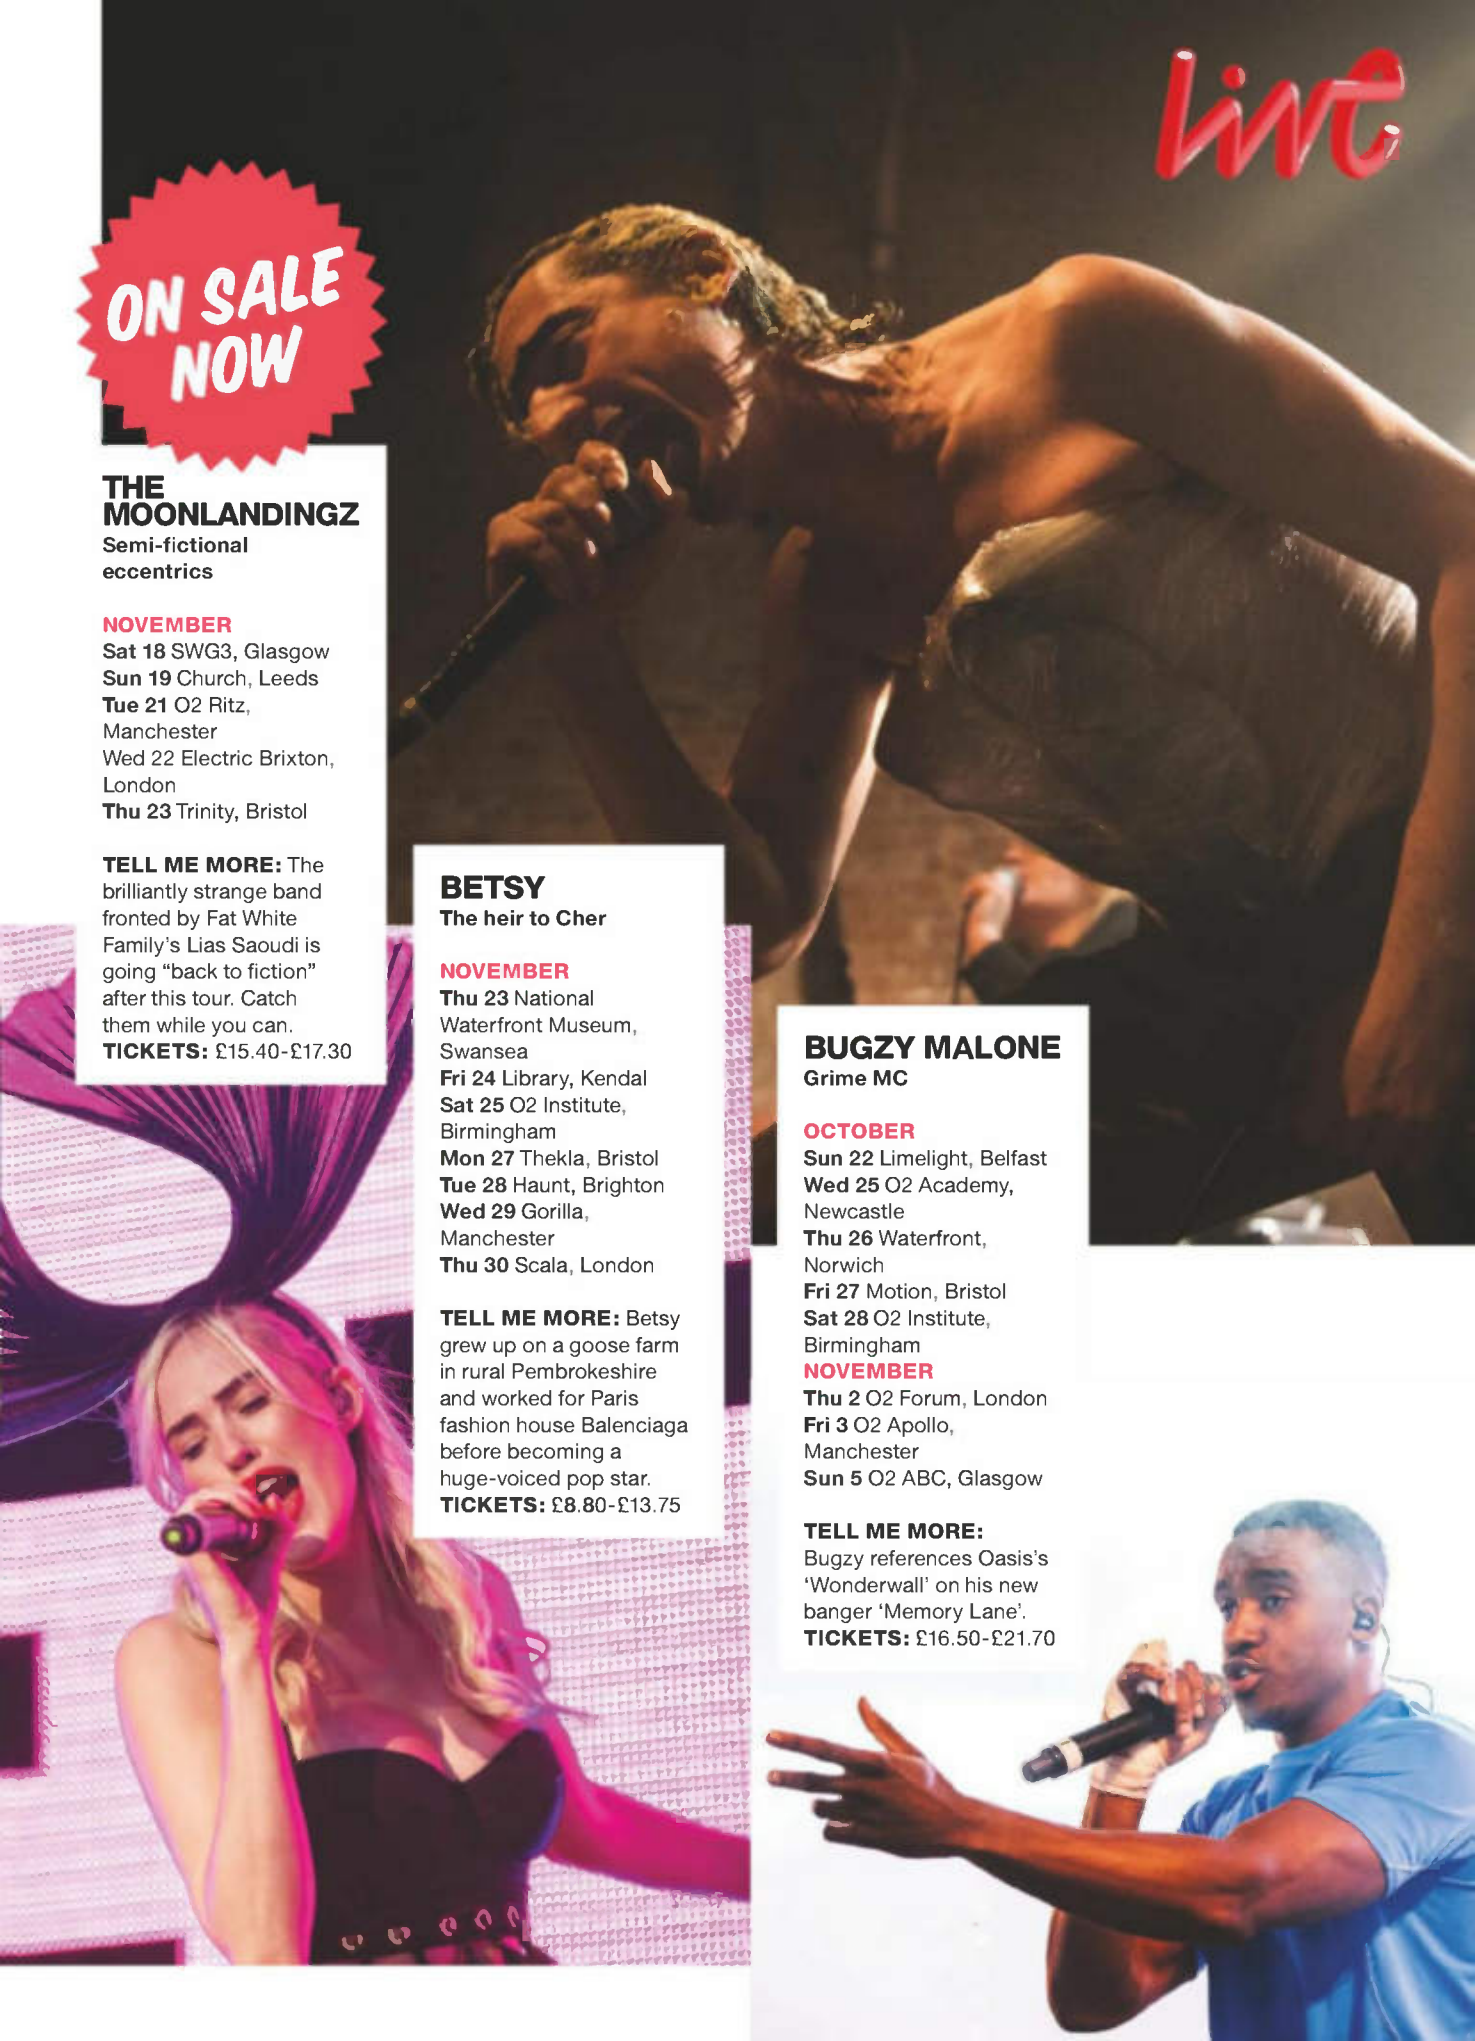 live
ON SALE
NOW
THE
MOONLANDINGZ
Semi-fictional
eccentrics
NOVEMBER
Sat 18 SWG3, Glasgow
Sun 19 Church, Leeds
Tue 21 O2 Ritz,
Manchester
Wed 22 Electric Brixton,
London
Thu 23 Trinity, Bristol
TELL ME MORE: The
brilliantly strange band
fronted by Fat White
Family's Lias Saoudi is
going “back to fiction”
after this tour. Catch
them while you can.
TICKETS: £15.40-£17.30
BETSY
The heir to Cher
NOVEMBER
Thu 23 National
Waterfront Museum,
Swansea
Fri 24 Library, Kendal
Sat 25 O2 Institute,
Birmingham
Mon 27 Thekla, Bristol
Tue 28 Haunt, Brighton
Wed 29 Gorilla,
Manchester
Thu 30 Scala, London
TELL ME MORE: Betsy
grew up on a goose farm
in rural Pembrokeshire
and worked for Paris
fashion house Balenciaga
before becoming a
huge-voiced pop star.
TICKETS: £8.80-£13.75
BUGZY MALONE
Grime MC
OCTOBER
Sun 22 Limelight, Belfast
Wed 25 O2 Academy,
Newcastle
Thu 26 Waterfront,
Norwich
Fri 27 Motion, Bristol
Sat 28 O2 Institute,
Birmingham
NOVEMBER
Thu 2 O2 Forum, London
Fri 3 O2 Apollo,
Manchester
Sun 5 O2 ABC, Glasgow
TELL ME MORE:
Bugzy references Oasis's
‘Wonderwall’ on his new
banger ‘Memory Lane’.
TICKETS: £16.50-£21.70